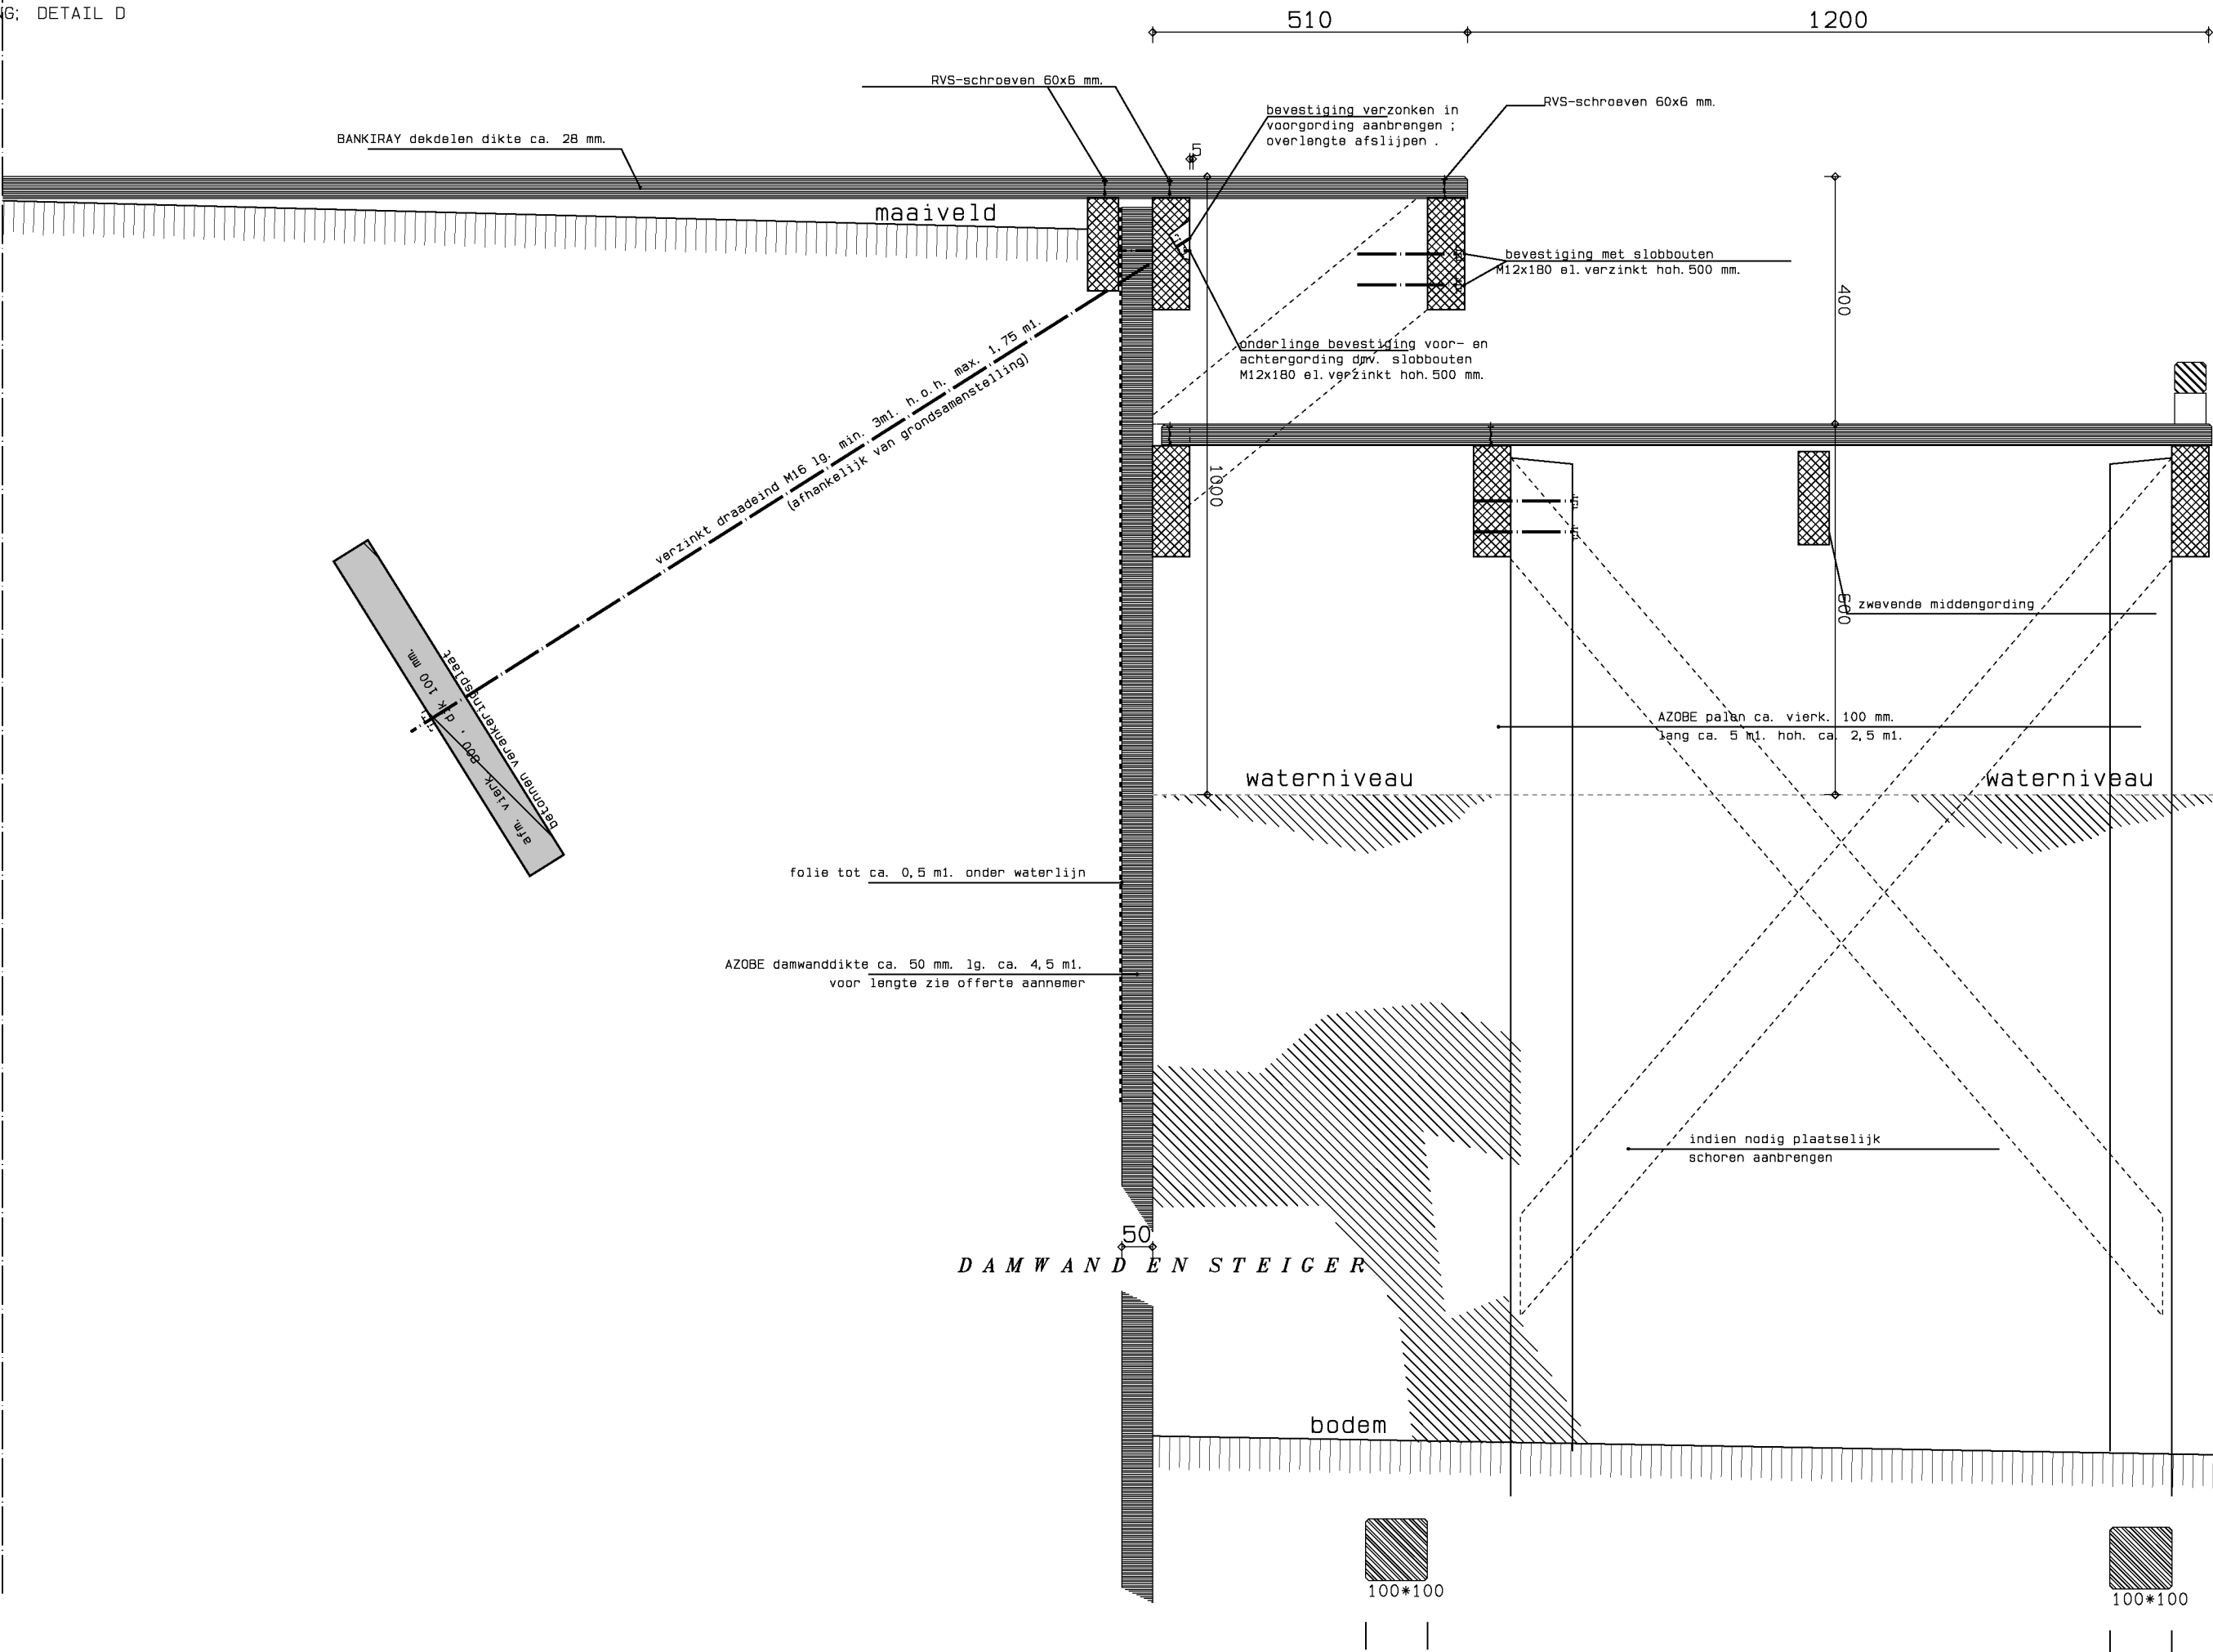 G; DETAIL D
510
1200
RVS-schroeven 60x6 mm.
RVS-schroeven 60x6 mm.
bevestiging verzonken in
voorgording aanbrengen ;
overlengte afslijpen .
BANKIRAY dekdelen dikte ca. 28 mm.
5
maaiveld
bevestiging met slobbouten
M12x180 el.verzinkt hoh.500 mm.
400
onderlinge bevestiging voor- en
achtergording dmv. slobbouten
M12x180 el.verzinkt hoh.500 mm.
verzinkt draadeind M16 lg. min. 3m1. h.o.h. max. 1,75 m1.
(afhankelijk van grondsamenstelling)
1000
600
zwevende middengording
betonnen verankeringsplaat
afm. vierk 800 , dik 100 mm.
AZOBE palen ca. vierk. 100 mm.
lang ca. 5 m1. hoh. ca. 2,5 m1.
waterniveau
waterniveau
folie tot ca. 0,5 m1. onder waterlijn
AZOBE damwanddikte ca. 50 mm. lg. ca. 4,5 m1.
voor lengte zie offerte aannemer
indien nodig plaatselijk
schoren aanbrengen
50
DAMWAND EN STEIGER
bodem
100*100
100*100